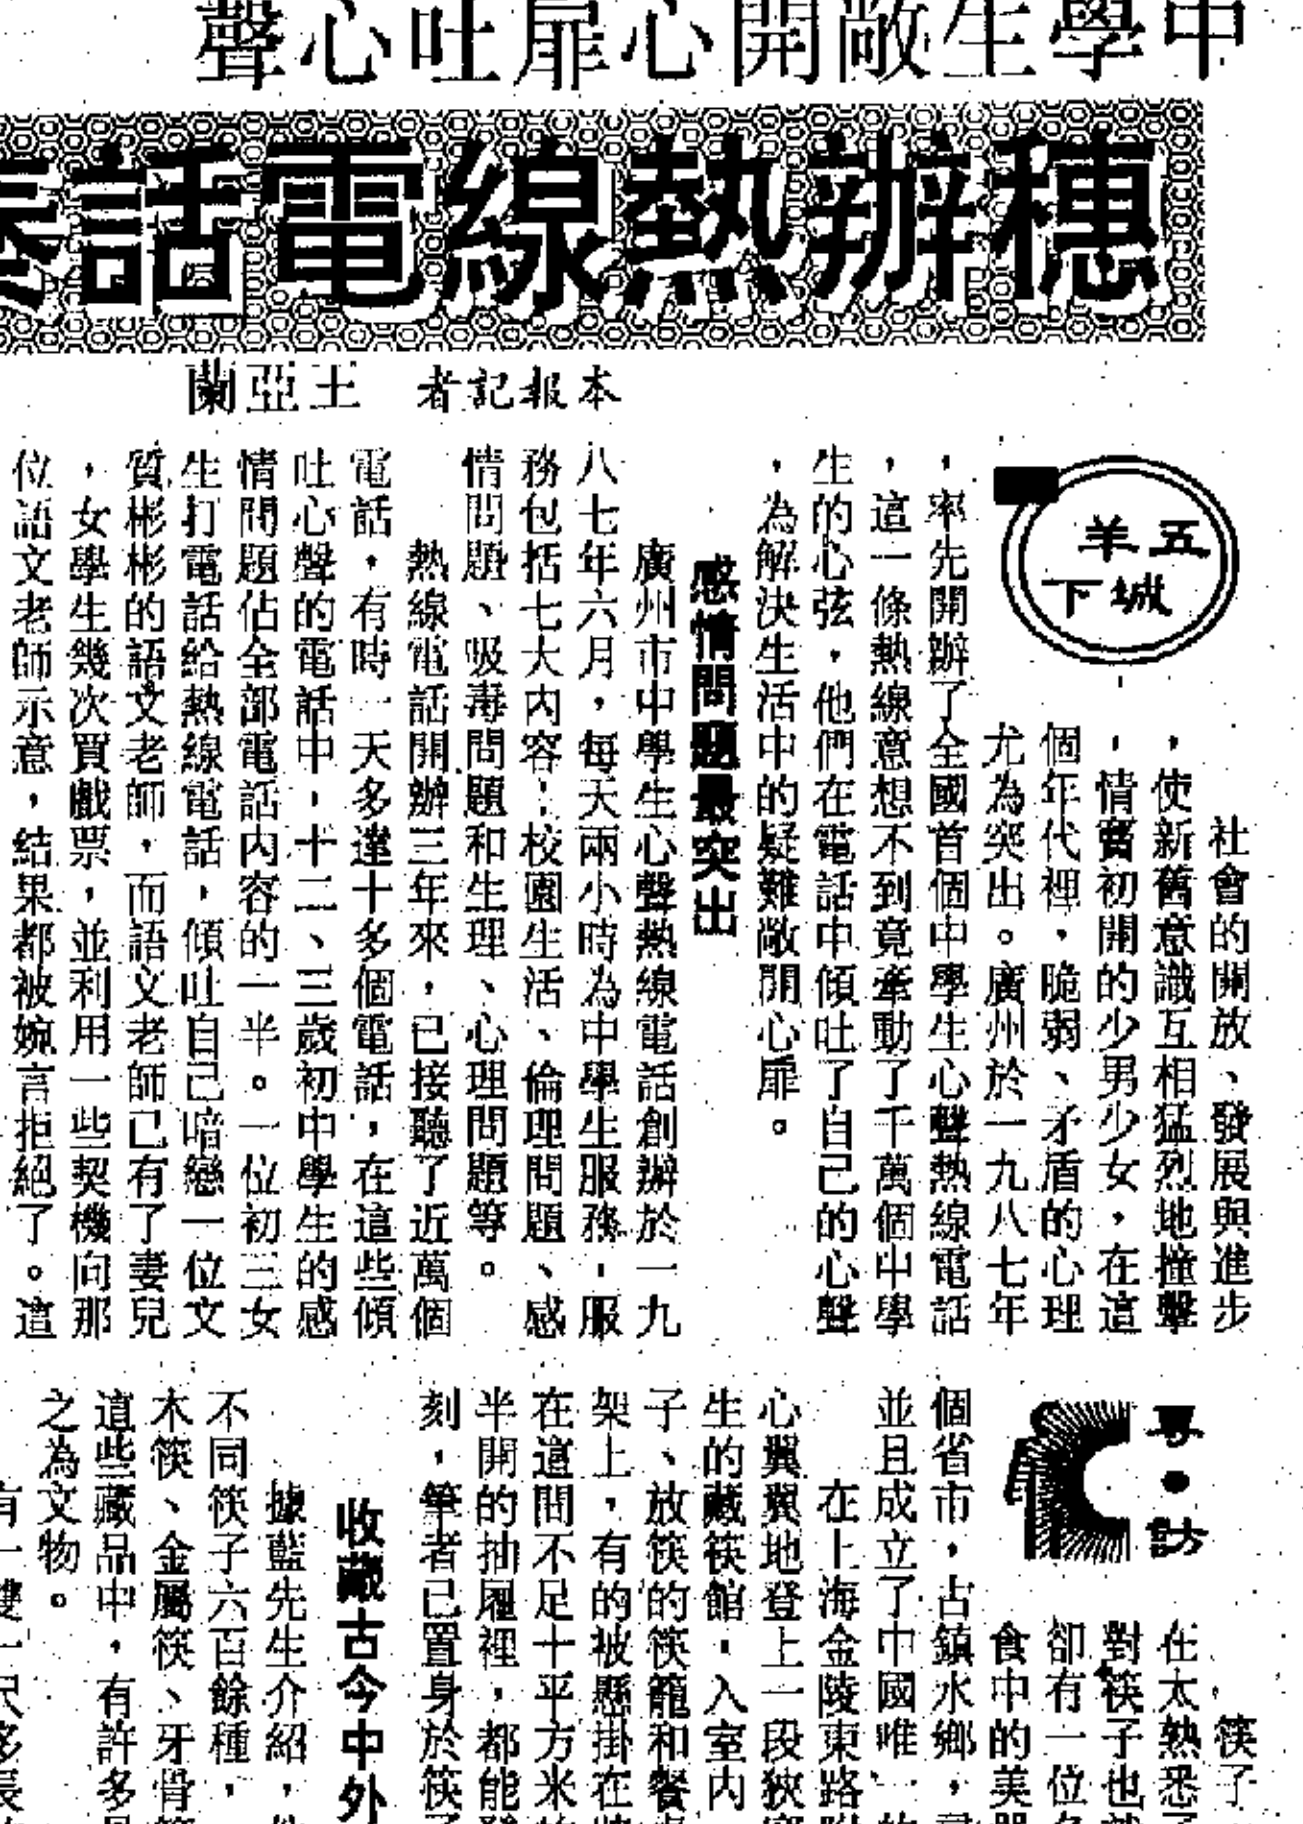 中學生敞開心扉吐心聲
穗辦熱線電話
本報記者 王亞蘭
五羊城下
社會的開放、發展與進步
，使新舊意識互相猛烈地撞擊
，情竇初開的少男少女，在這
個年代裡，脆弱、矛盾的心理
尤為突出。廣州於一九八七年
，率先開辦了全國首個中學生心聲熱線電話
，這一條熱線意想不到竟牽動了千萬個中學
生的心弦，他們在電話中傾吐了自己的心聲
，為解決生活中的疑難敞開心扉。
感情問題最突出
廣州市中學生心聲熱線電話創辦於一九
八七年六月，每天兩小時為中學生服務，服
務包括七大內容：校園生活、倫理問題、感
情問題、吸毒問題和生理、心理問題等。
熱線電話開辦三年來，已接聽了近萬個
電話，有時一天多達十多個電話，在這些傾
吐心聲的電話中，十二、三歲初中學生的感
情問題佔全部電話內容的一半。一位初三女
生打電話給熱線電話，傾吐自己暗戀一位文
質彬彬的語文老師，而語文老師已有了妻兒
，女學生幾次買戲票，並利用一些契機向那
位語文老師示意，結果都被婉言拒絕了。這
專・訪
筷子
在太熟悉
對筷子也
卻有一位
食中的美
個省市，古鎮水鄉，
並且成立了中國唯一的
在上海金陵東路
心翼翼地登上一段狹
生的藏筷館，入室內
子、放筷的筷籠和餐
架上，有的被懸掛在
在這間不足十平方米
半開的抽屜裡，都能
刻，筆者已置身於筷
收藏古今中外
據藍先生介紹，
不同筷子六百餘種，
木筷、金屬筷、牙骨
這些藏品中，有許多
之為文物。
有一雙一尺多長